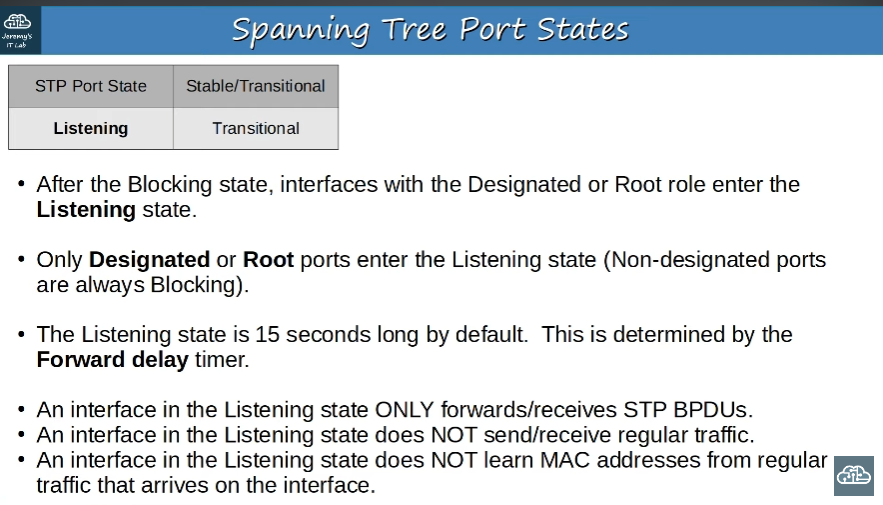 Jeremy's
IT Lab
Spanning Tree Port States
STP Port State
Stable/Transitional
Listening
Transitional
• After the Blocking state, interfaces with the Designated or Root role enter the
Listening state.
• Only Designated or Root ports enter the Listening state (Non-designated ports
are always Blocking).
• The Listening state is 15 seconds long by default.  This is determined by the
Forward delay timer.
• An interface in the Listening state ONLY forwards/receives STP BPDUs.
• An interface in the Listening state does NOT send/receive regular traffic.
• An interface in the Listening state does NOT learn MAC addresses from regular
traffic that arrives on the interface.